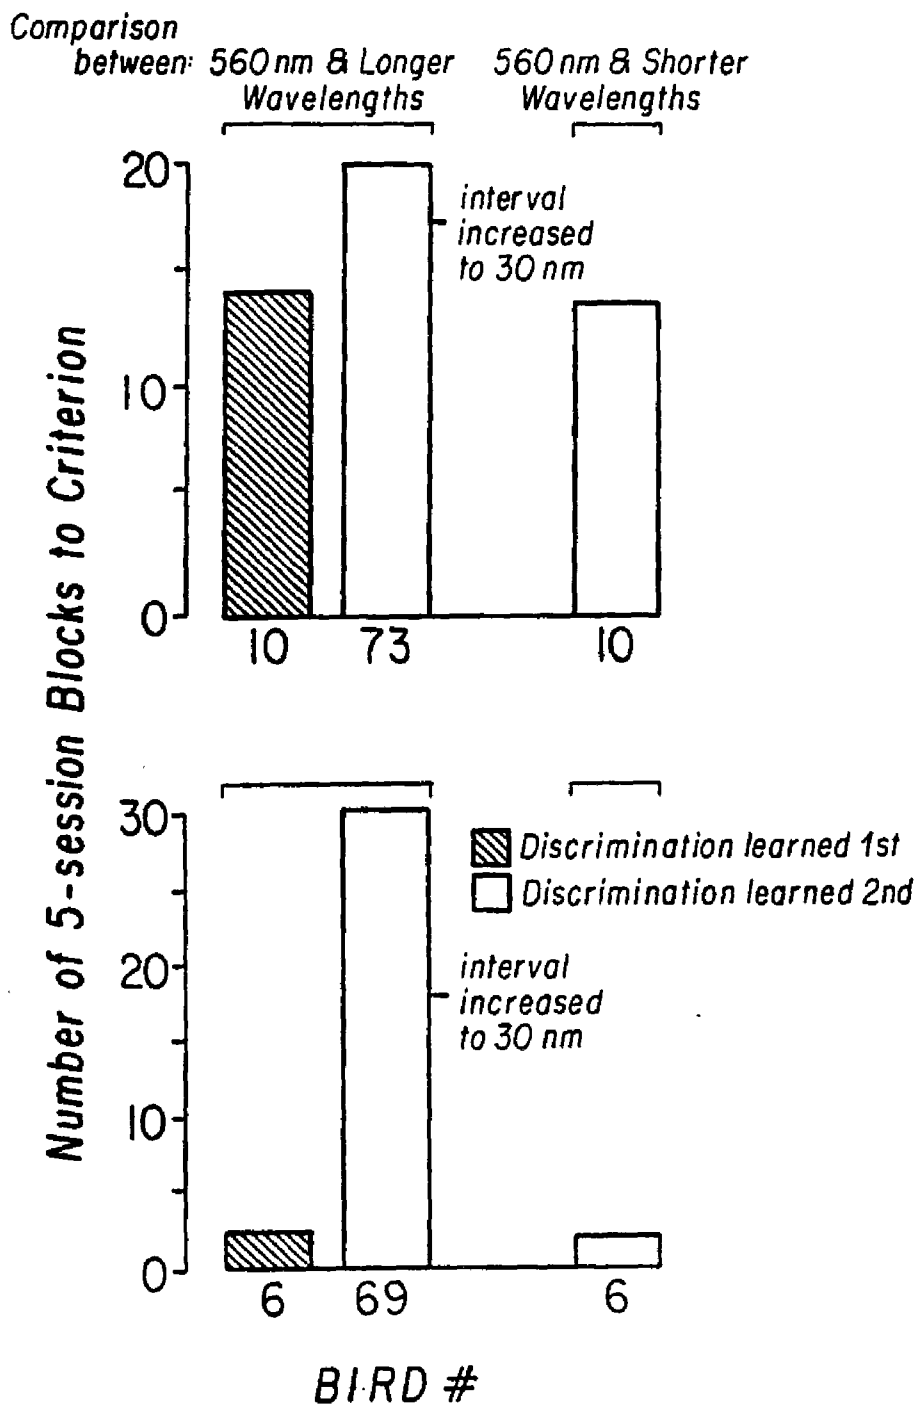 Comparison
between: 560 nm & Longer
Wavelengths
560 nm & Shorter
Wavelengths
20
interval
increased
to 30 nm
10
0
10 73 10
Number of 5-session Blocks to Criterion
30
Discrimination learned 1st
Discrimination learned 2nd
20
interval
increased
to 30 nm
10
0
6 69 6
BIRD #